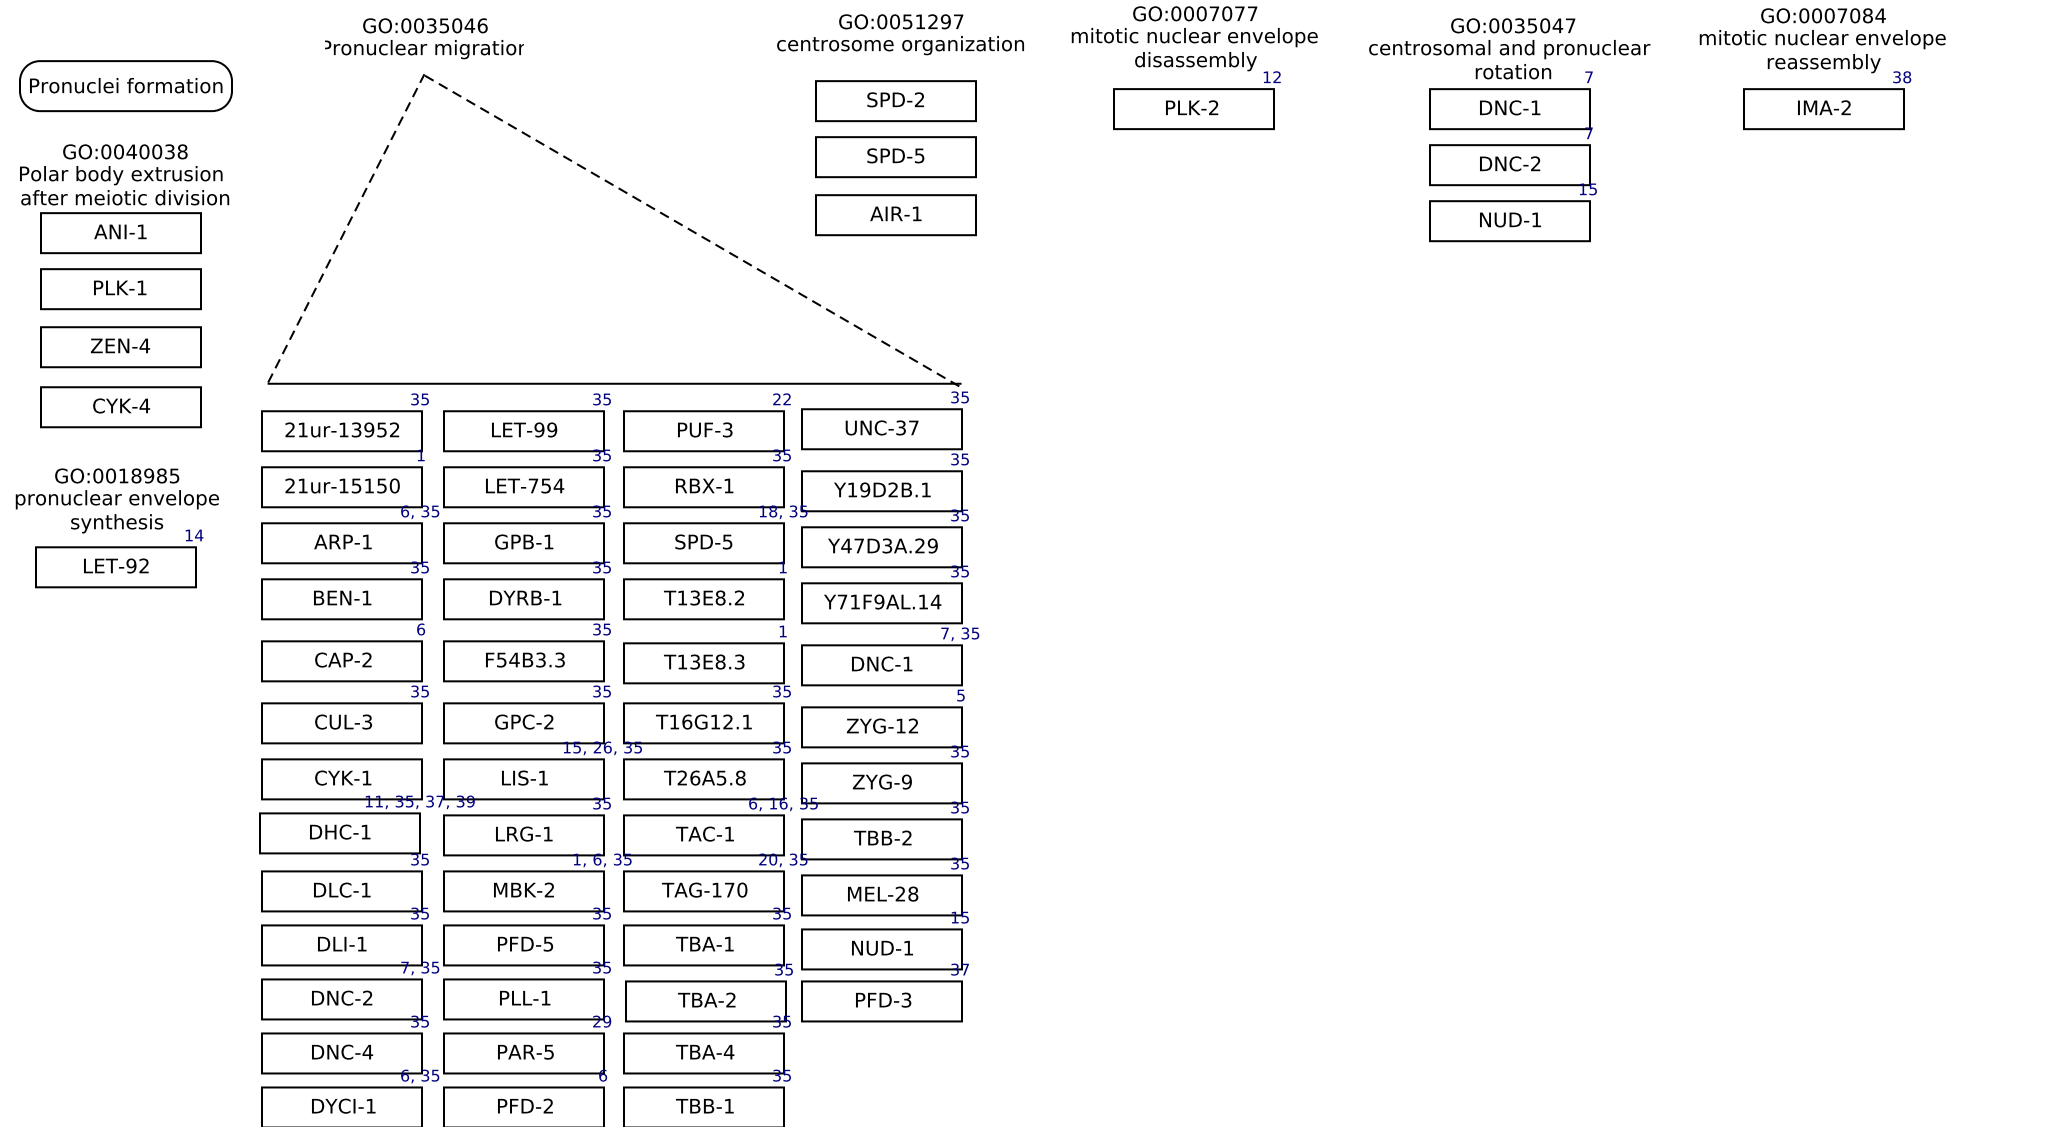 Pronuclei formation
GO:0040038
Polar body extrusion
after meiotic division
ANI-1
PLK-1
ZEN-4
CYK-4
GO:0018985
pronuclear envelope
synthesis
14
LET-92
GO:0035046
Pronuclear migration
35
21ur-13952
1
21ur-15150
6, 35
ARP-1
35
BEN-1
6
CAP-2
35
CUL-3
CYK-1
11, 35, 37, 39
DHC-1
35
DLC-1
35
DLI-1
7, 35
DNC-2
35
DNC-4
6, 35
DYCI-1
35
LET-99
35
LET-754
35
GPB-1
35
DYRB-1
35
F54B3.3
35
GPC-2
15, 26, 35
LIS-1
35
LRG-1
1, 6, 35
MBK-2
35
PFD-5
35
PLL-1
29
PAR-5
6
PFD-2
22
PUF-3
35
RBX-1
18, 35
SPD-5
1
T13E8.2
1
T13E8.3
35
T16G12.1
35
T26A5.8
6, 16, 35
TAC-1
20, 35
TAG-170
35
TBA-1
35
TBA-2
35
TBA-4
35
TBB-1
35
UNC-37
35
Y19D2B.1
35
Y47D3A.29
35
Y71F9AL.14
7, 35
DNC-1
5
ZYG-12
35
ZYG-9
35
TBB-2
35
MEL-28
15
NUD-1
37
PFD-3
GO:0051297
centrosome organization
SPD-2
SPD-5
AIR-1
GO:0007077
mitotic nuclear envelope
disassembly
12
PLK-2
GO:0035047
centrosomal and pronuclear
rotation
7
DNC-1
7
DNC-2
15
NUD-1
GO:0007084
mitotic nuclear envelope
reassembly
38
IMA-2